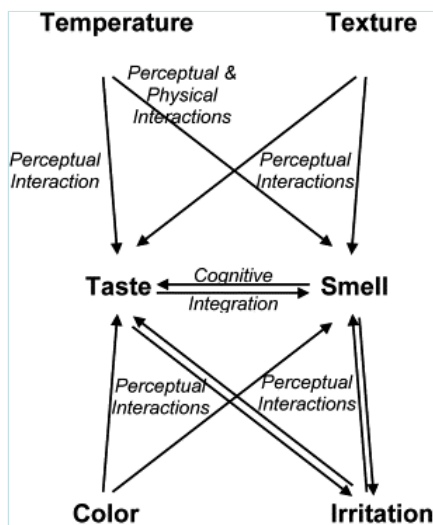 Temperature
Texture
Perceptual &
Physical
Interactions
Perceptual
Interaction
Perceptual
Interactions
Taste
Cognitive
Integration
Smell
Perceptual
Interactions
Perceptual
Interactions
Color
Irritation